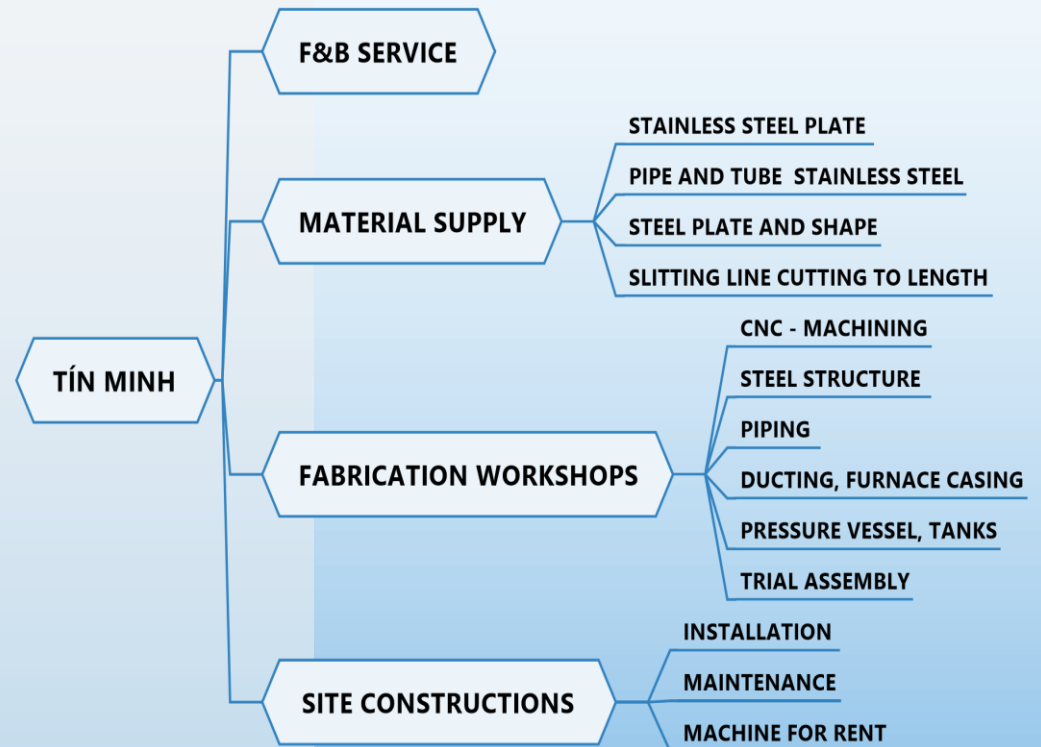 TÍN MINH
F&B SERVICE
MATERIAL SUPPLY
STAINLESS STEEL PLATE
PIPE AND TUBE STAINLESS STEEL
STEEL PLATE AND SHAPE
SLITTING LINE CUTTING TO LENGTH
FABRICATION WORKSHOPS
CNC - MACHINING
STEEL STRUCTURE
PIPING
DUCTING, FURNACE CASING
PRESSURE VESSEL, TANKS
TRIAL ASSEMBLY
SITE CONSTRUCTIONS
INSTALLATION
MAINTENANCE
MACHINE FOR RENT